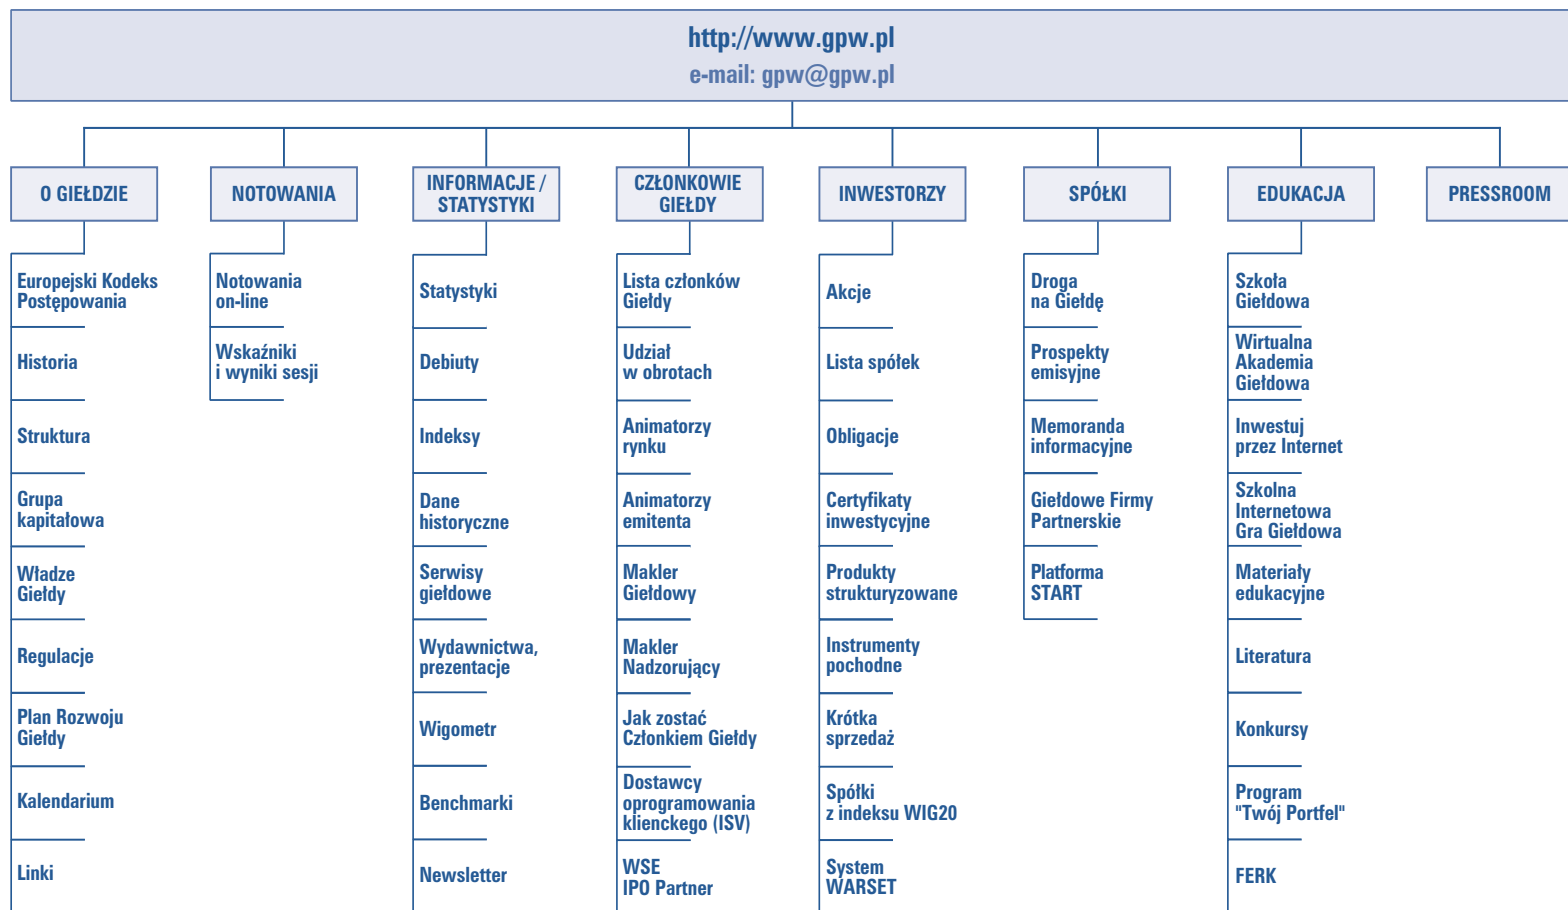 http://www.gpw.pl
e-mail: gpw@gpw.pl
O GIEŁDZIE
Europejski Kodeks
Postępowania
Historia
Struktura
Grupa
kapitałowa
Władze
Giełdy
Regulacje
Plan Rozwoju
Giełdy
Kalendarium
Linki
NOTOWANIA
Notowania
on-line
Wskaźniki
i wyniki sesji
INFORMACJE /
STATYSTYKI
Statystyki
Debiuty
Indeksy
Dane
historyczne
Serwisy
giełdowe
Wydawnictwa,
prezentacje
Wigometr
Benchmarki
Newsletter
CZŁONKOWIE
GIEŁDY
Lista członków
Giełdy
Udział
w obrotach
Animatorzy
rynku
Animatorzy
emitenta
Makler
Giełdowy
Makler
Nadzorujący
Jak zostać
Członkiem Giełdy
Dostawcy
oprogramowania
klienckego (ISV)
WSE
IPO Partner
INWESTORZY
Akcje
Lista spółek
Obligacje
Certyfikaty
inwestycyjne
Produkty
strukturyzowane
Instrumenty
pochodne
Krótka
sprzedaż
Spółki
z indeksu WIG20
System
WARSET
SPÓŁKI
Droga
na Giełdę
Prospekty
emisyjne
Memoranda
informacyjne
Giełdowe Firmy
Partnerskie
Platforma
START
EDUKACJA
Szkoła
Giełdowa
Wirtualna
Akademia
Giełdowa
Inwestuj
przez Internet
Szkolna
Internetowa
Gra Giełdowa
Materiały
edukacyjne
Literatura
Konkursy
Program
"Twój Portfel"
FERK
PRESSROOM